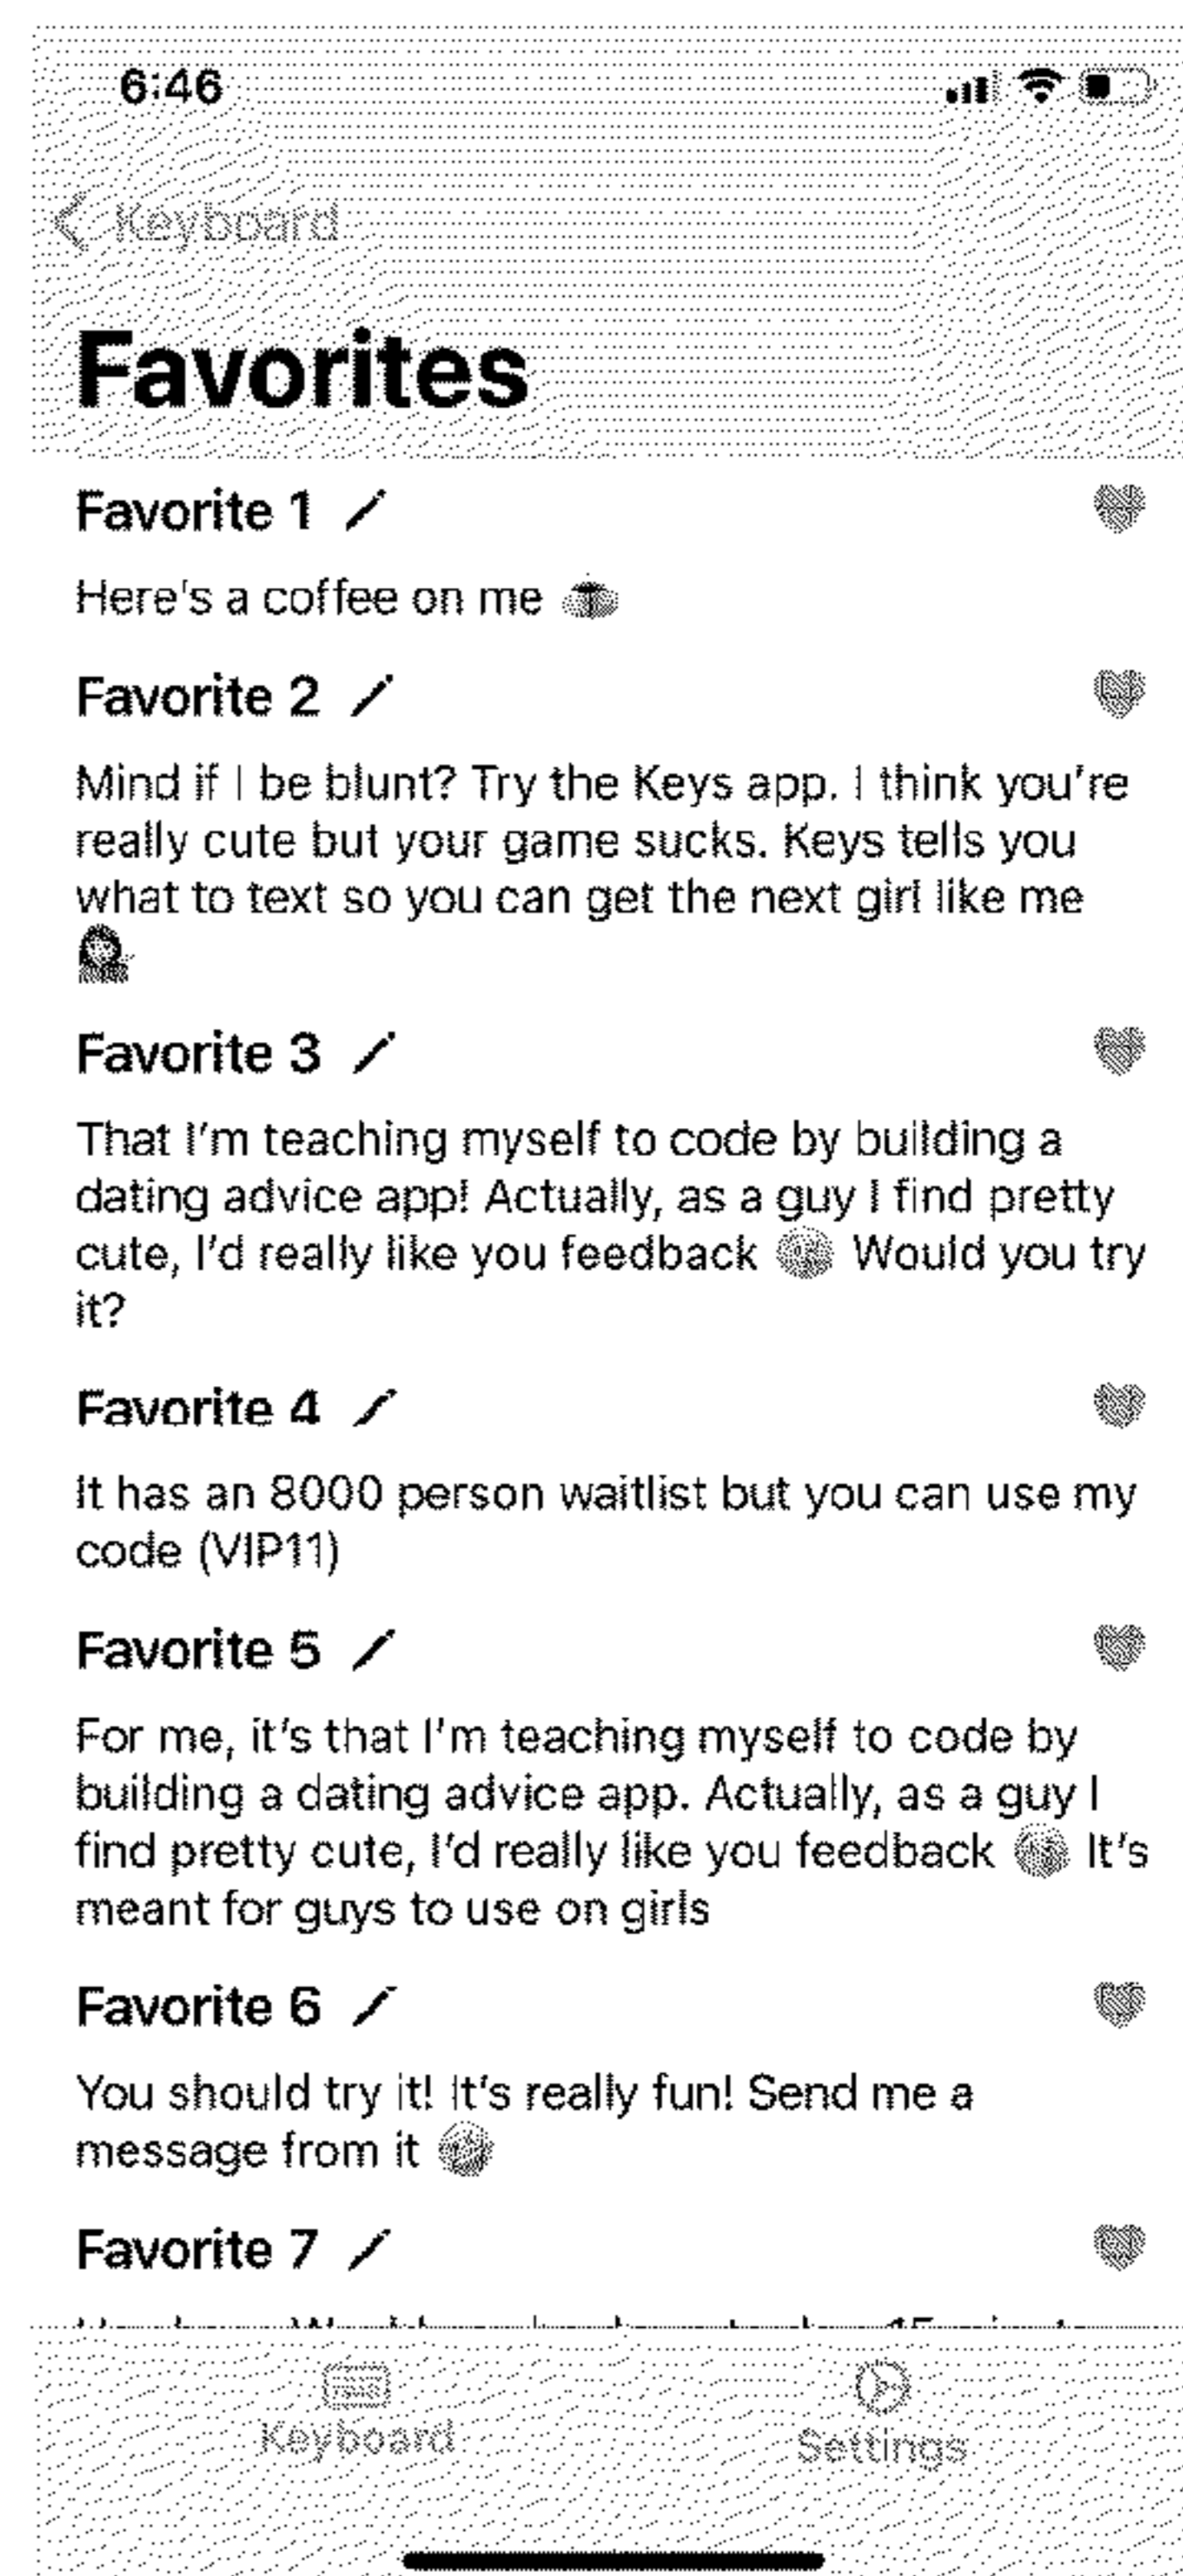 6:46
Keyboard
Favorites
Favorite 1
Here's a coffee on me
Favorite 2
Mind if I be blunt? Try the Keys app. I think you're
really cute but your game sucks. Keys tells you
what to text so you can get the next girl like me
Favorite 3
That I'm teaching myself to code by building a
dating advice app! Actually, as a guy I find pretty
cute, I'd really like you feedback Would you try
it?
Favorite 4
It has an 8000 person waitlist but you can use my
code (VIP11)
Favorite 5
For me, it's that I'm teaching myself to code by
building a dating advice app. Actually, as a guy I
find pretty cute, I'd really like you feedback It's
meant for guys to use on girls
Favorite 6
You should try it! It's really fun! Send me a
message from it
Favorite 7
Keyboard
Settings